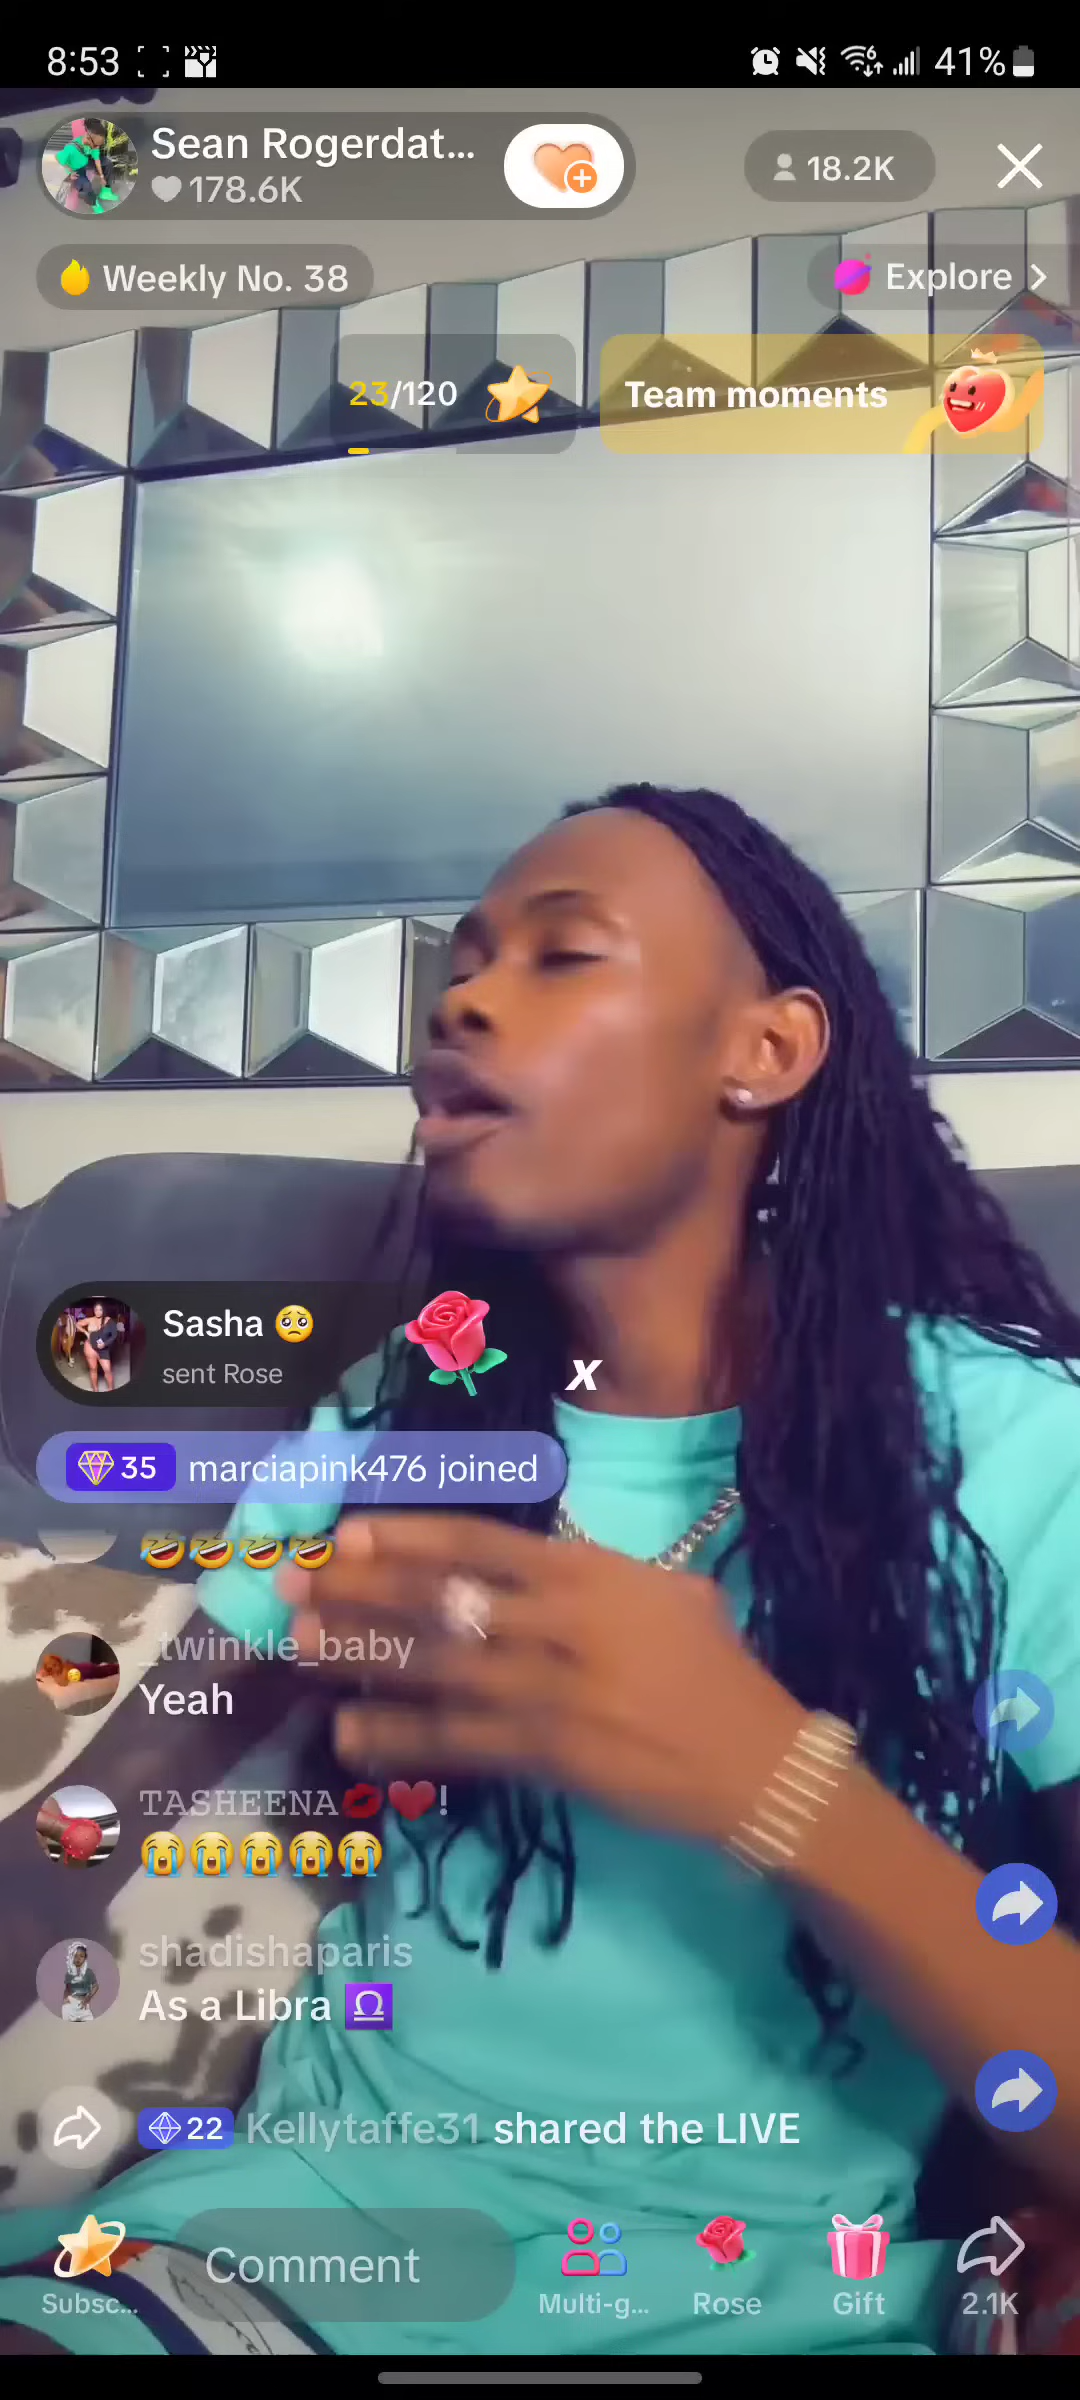 8:53
41%
Sean Rogerdat...
178.6K
18.2K
Weekly No. 38
Explore
23/120
Team moments
Sasha 🥺
sent Rose
x
35 marciapink476 joined
🤣🤣🤣🤣
_twinkle_baby
Yeah
TASHEENA💋❤️!
😭😭😭😭😭
shadishaparis
As a Libra ♎
22 Kellytaffe31 shared the LIVE
Comment
Subsc...
Multi-g...
Rose
Gift
2.1K